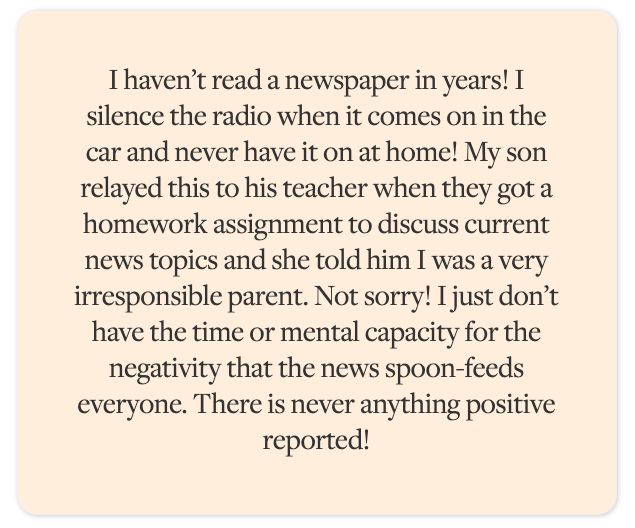 I haven’t read a newspaper in years! I
silence the radio when it comes on in the
car and never have it on at home! My son
relayed this to his teacher when they got a
homework assignment to discuss current
news topics and she told him I was a very
irresponsible parent. Not sorry! I just don’t
have the time or mental capacity for the
negativity that the news spoon-feeds
everyone. There is never anything positive
reported!